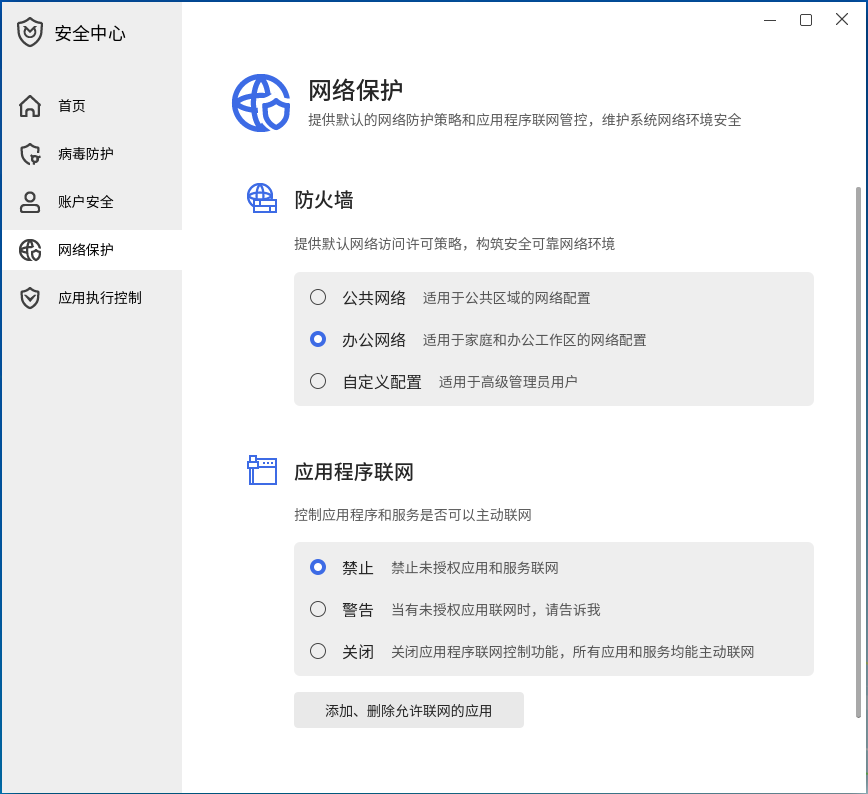 安全中心
首页
病毒防护
账户安全
网络保护
应用执行控制
网络保护
提供默认的网络防护策略和应用程序联网管控，维护系统网络环境安全
防火墙
提供默认网络访问许可策略，构筑安全可靠网络环境
公共网络 适用于公共区域的网络配置
办公网络 适用于家庭和办公工作区的网络配置
自定义配置 适用于高级管理员用户
应用程序联网
控制应用程序和服务是否可以主动联网
禁止 禁止未授权应用和服务联网
警告 当有未授权应用联网时，请告诉我
关闭 关闭应用程序联网控制功能，所有应用和服务均能主动联网
添加、删除允许联网的应用